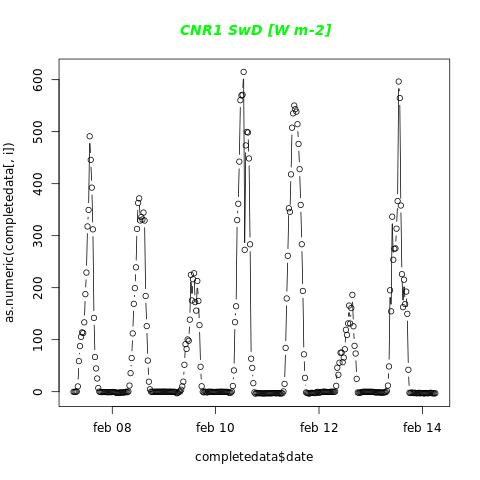 CNR1 SwD [W m-2]
as.numeric(completedata[, i])
600
500
400
300
200
100
0
feb 08
feb 10
feb 12
feb 14
completedata$date